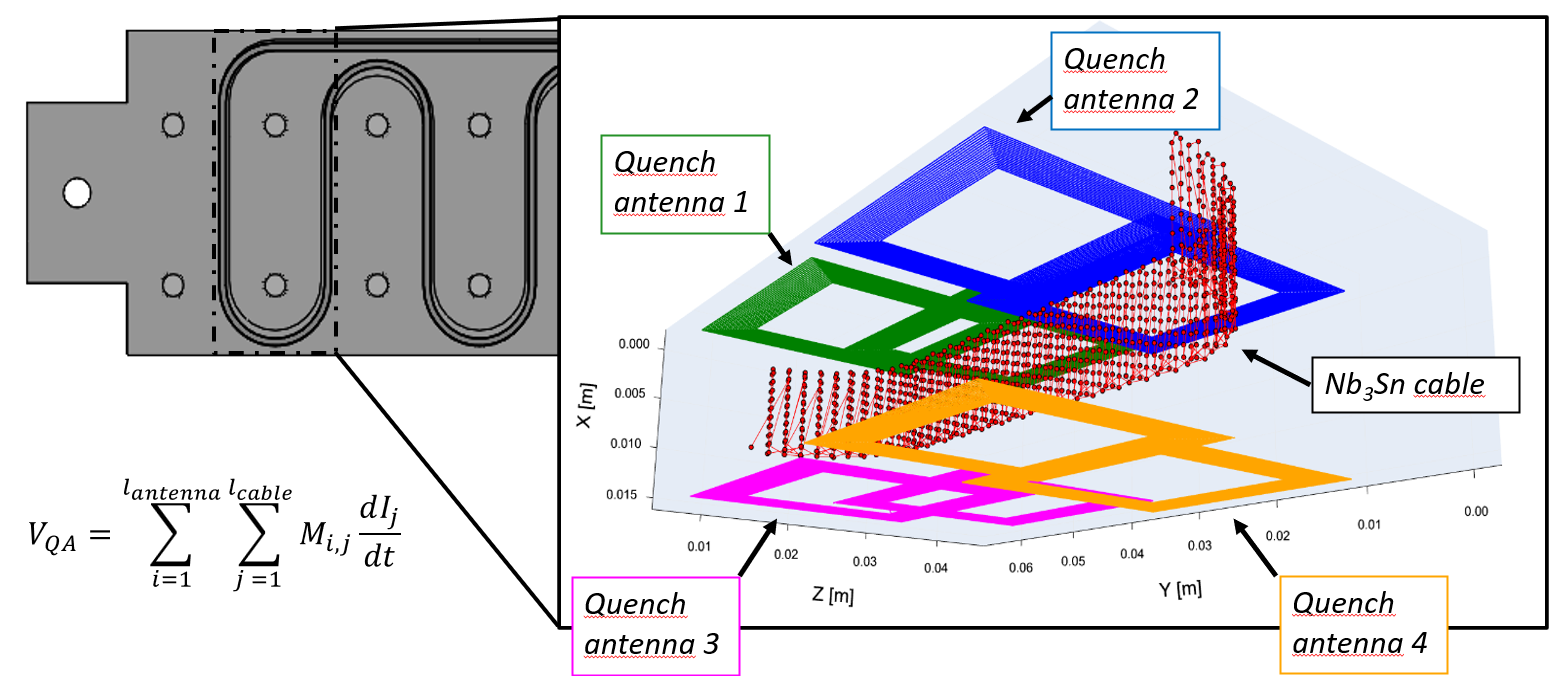 Quench
antenna 2
Quench
antenna 1
Nb₃Sn cable
X [m]
0.000
0.005
0.010
0.015
0.01
0.02
0.03
0.04
Z [m]
0.06
0.05
0.04
0.03
0.02
0.01
0.00
Y [m]
V_QA = ∑_{i=1}^{l_antenna} ∑_{j=1}^{l_cable} M_{i,j} dI_j/dt
Quench
antenna 3
Quench
antenna 4